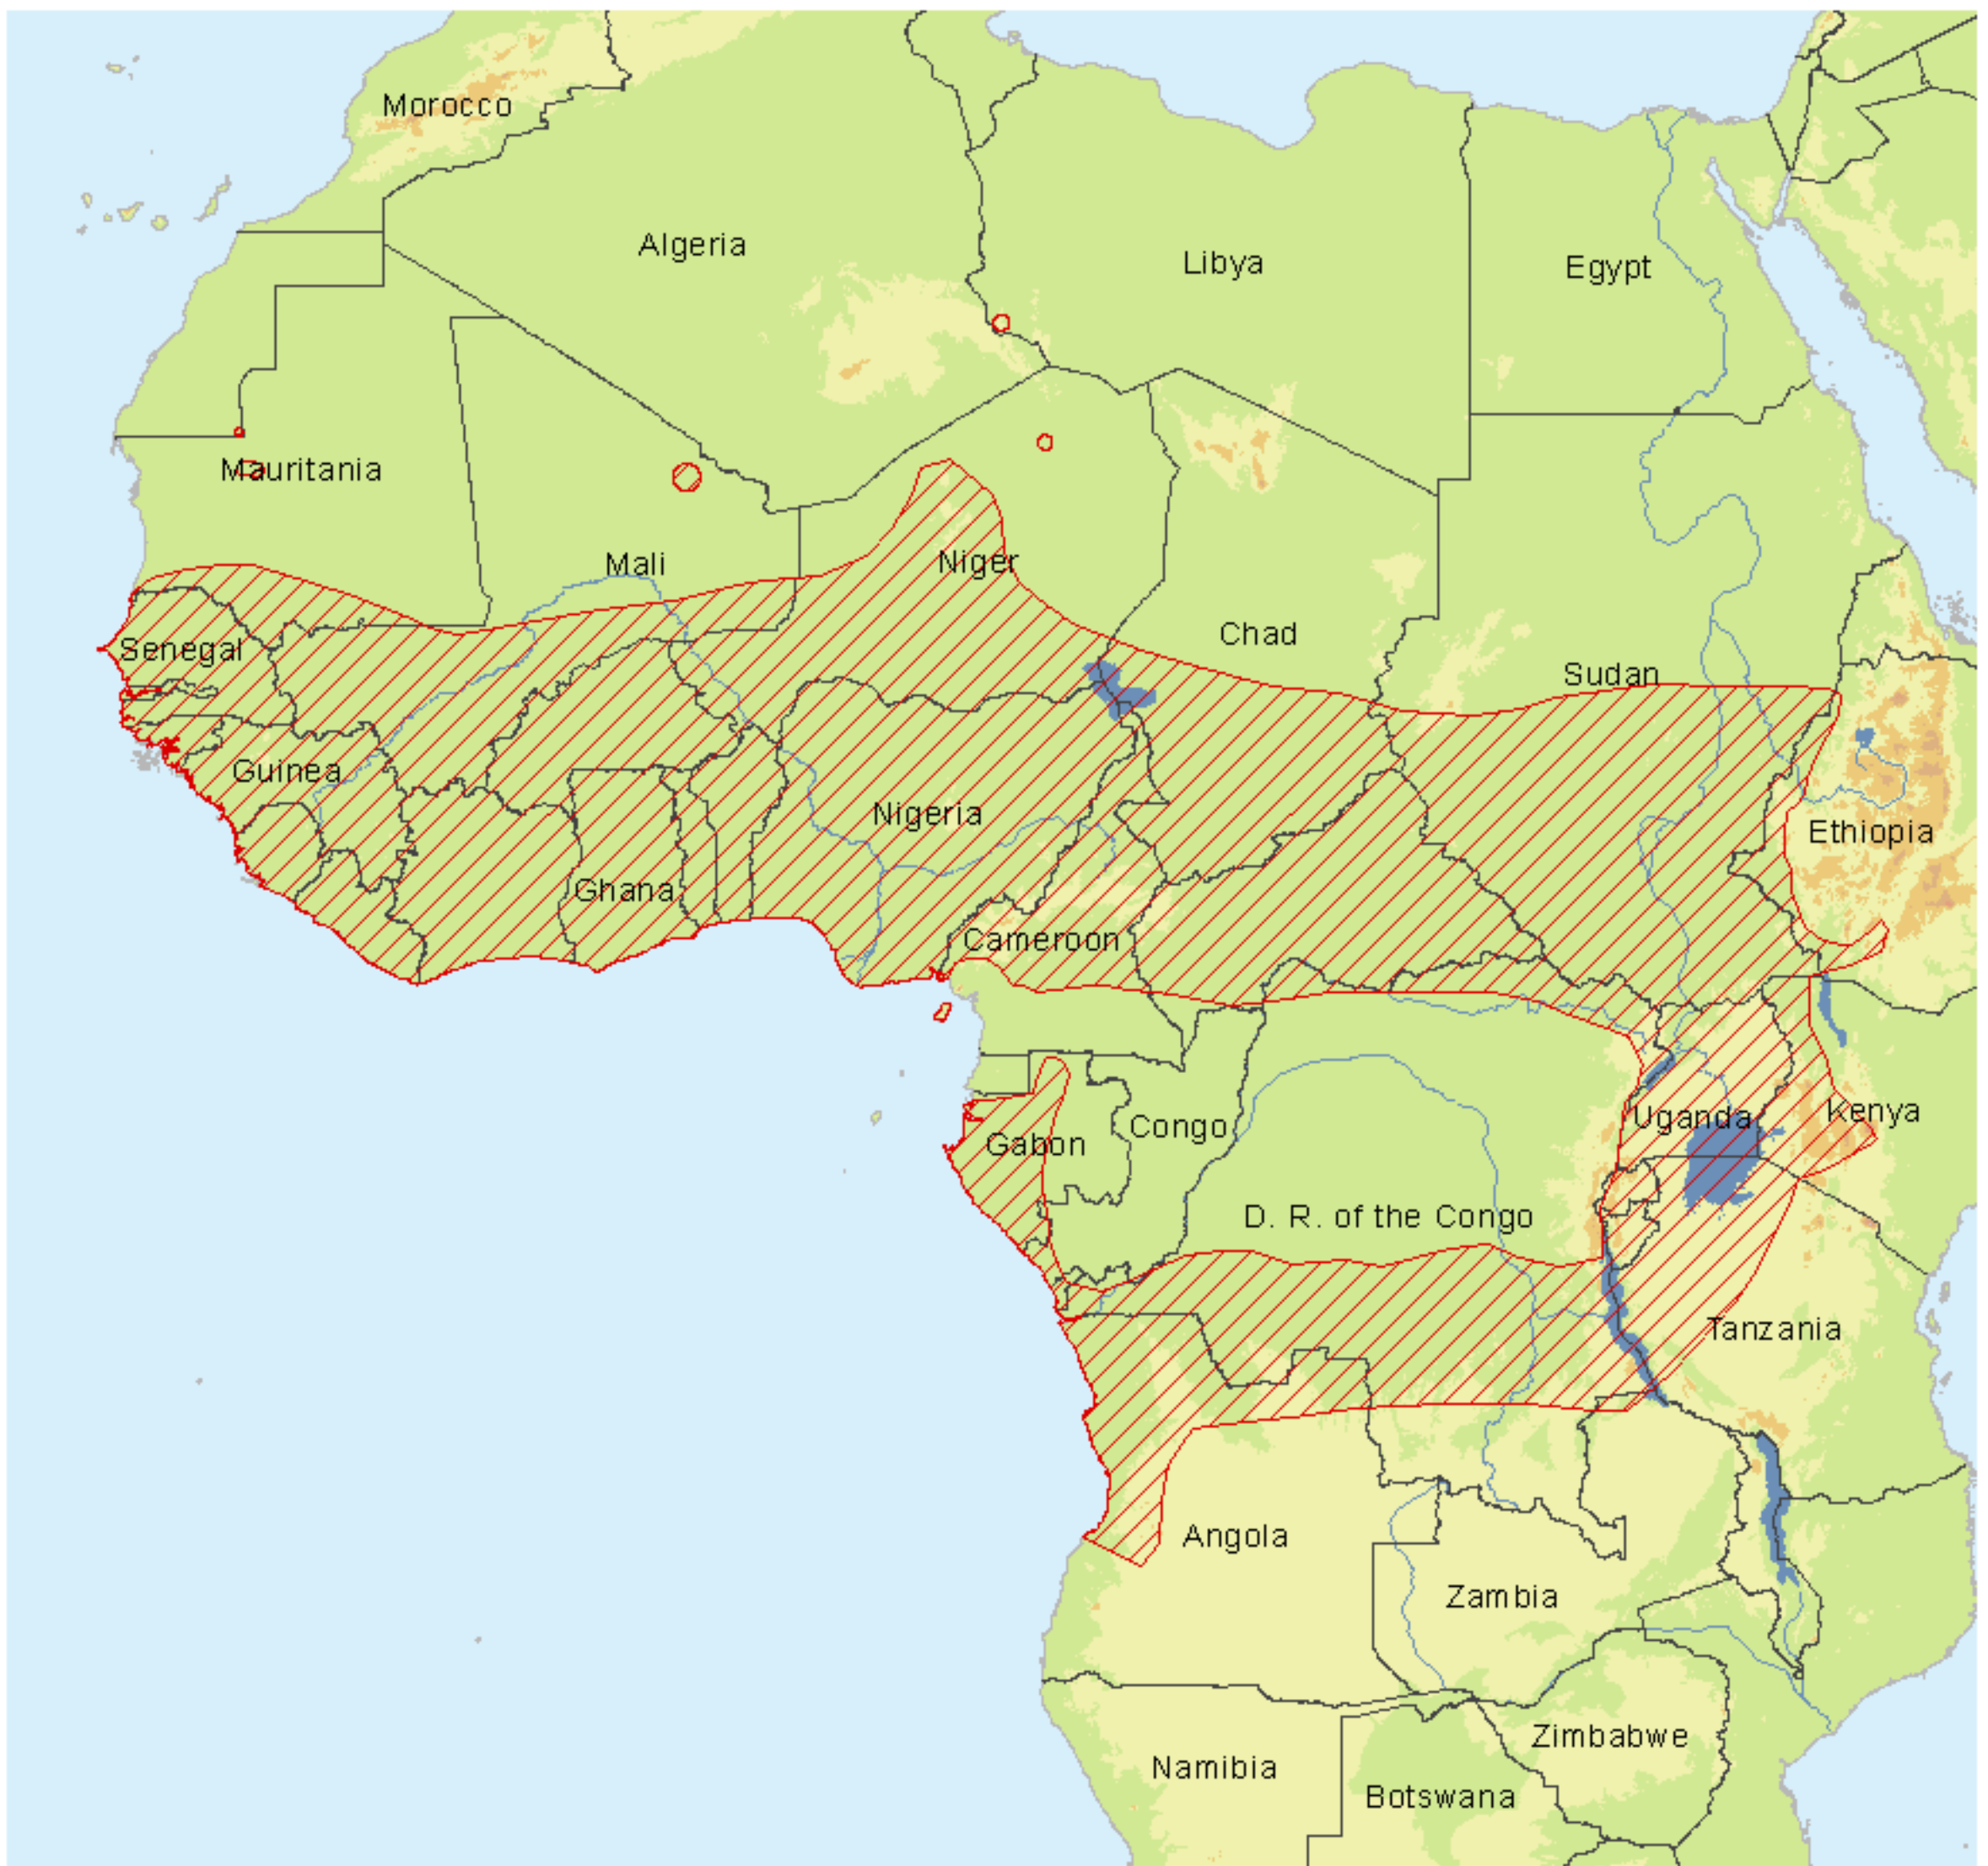 Morocco
Algeria
Libya
Egypt
Mauritania
Mali
Niger
Chad
Sudan
Senegal
Guinea
Nigeria
Ethiopia
Ghana
Cameroon
Uganda
Kenya
Congo
Gabon
D. R. of the Congo
Tanzania
Angola
Zambia
Zimbabwe
Namibia
Botswana